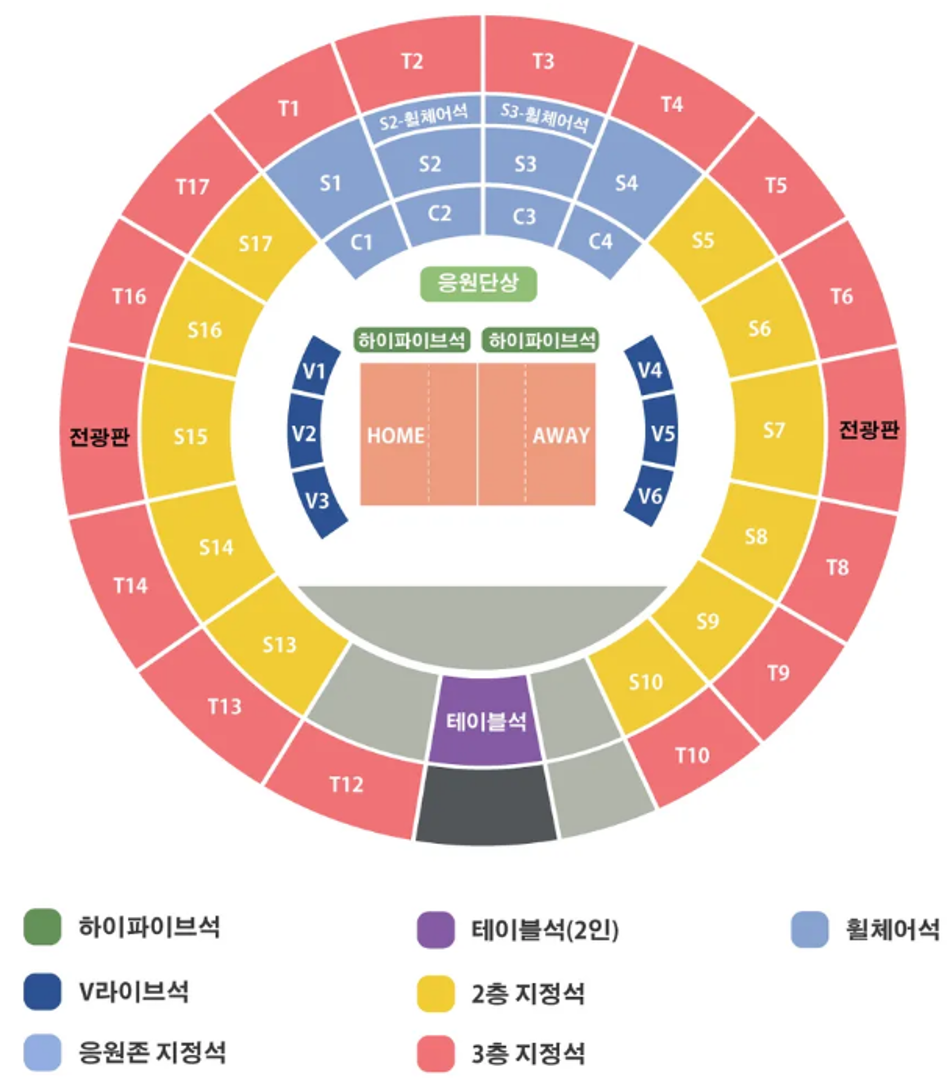 T2
T3
T1
T4
S2-휠체어석
S3-휠체어석
T17
S1
S2
S3
S4
T5
S17
C1
C2
C3
C4
S5
응원단상
T16
S16
하이파이브석
하이파이브석
S6
T6
V1
V4
전광판
S15
V2
HOME
AWAY
V5
S7
전광판
V3
V6
S14
S8
T14
T8
S13
S9
T13
S10
T9
테이블석
T12
T10
하이파이브석
테이블석(2인)
휠체어석
V라이브석
2층 지정석
응원존 지정석
3층 지정석